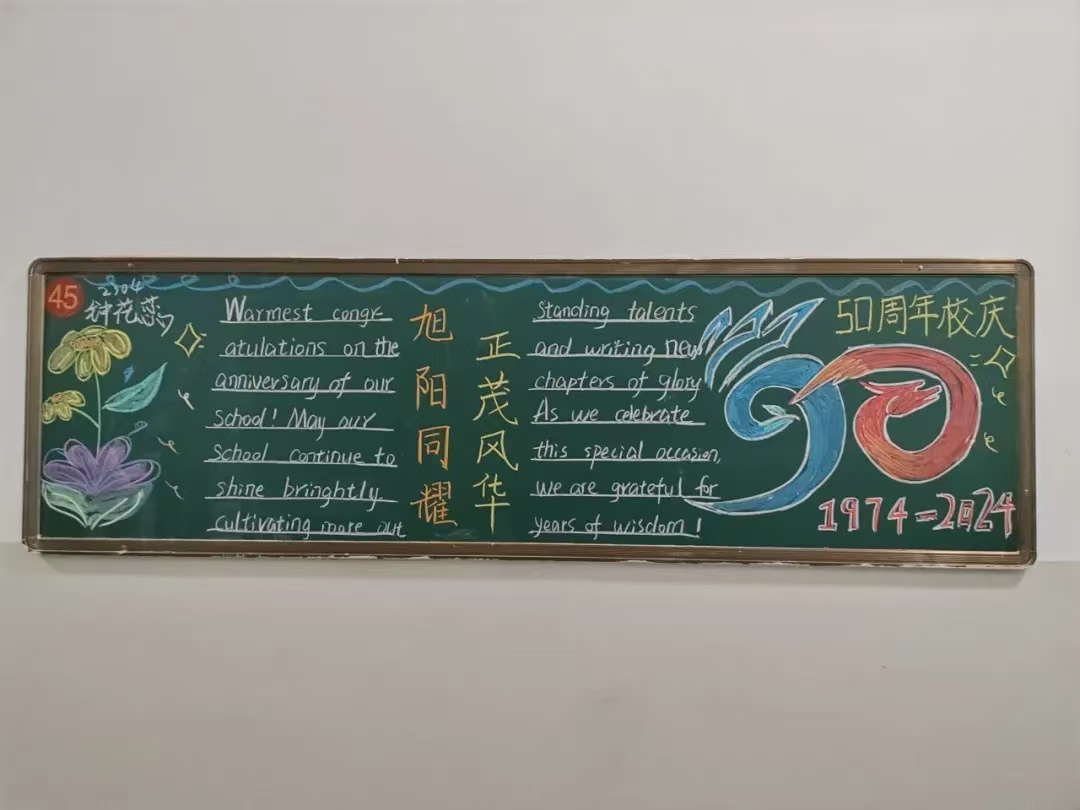 45
2304
钟花蕊
Warmest congr-
atulations on the
anniversary of our
school! May our
school continue to
shine bringhtly.
cultivating more out
旭阳同耀
正茂风华
Standing talents
and writing new
chapters of glory
As we celebrate
this special occasion,
we are grateful for
years of wisdom!
50周年校庆
50
1974-2024